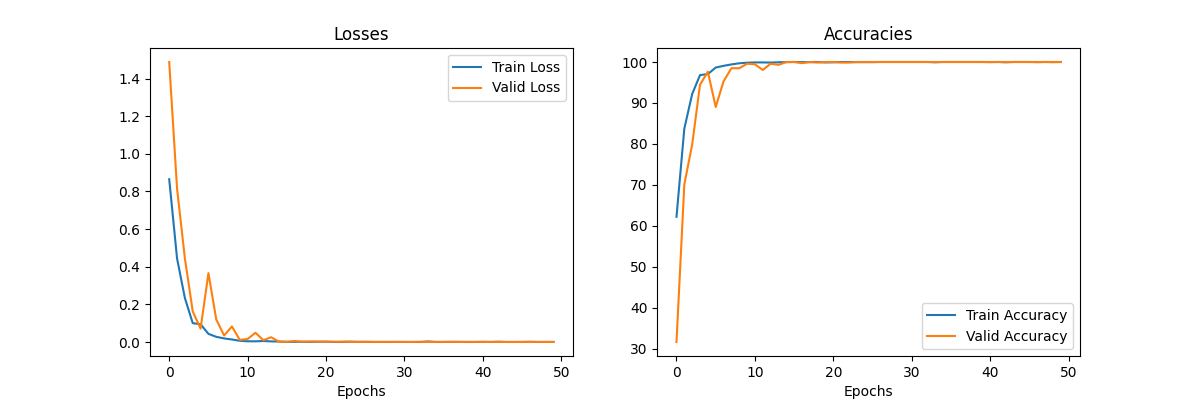 Losses
1.4
1.2
1.0
0.8
0.6
0.4
0.2
0.0
Train Loss
Valid Loss
0 10 20 30 40 50
Epochs
Accuracies
100
90
80
70
60
50
40
30
Train Accuracy
Valid Accuracy
0 10 20 30 40 50
Epochs